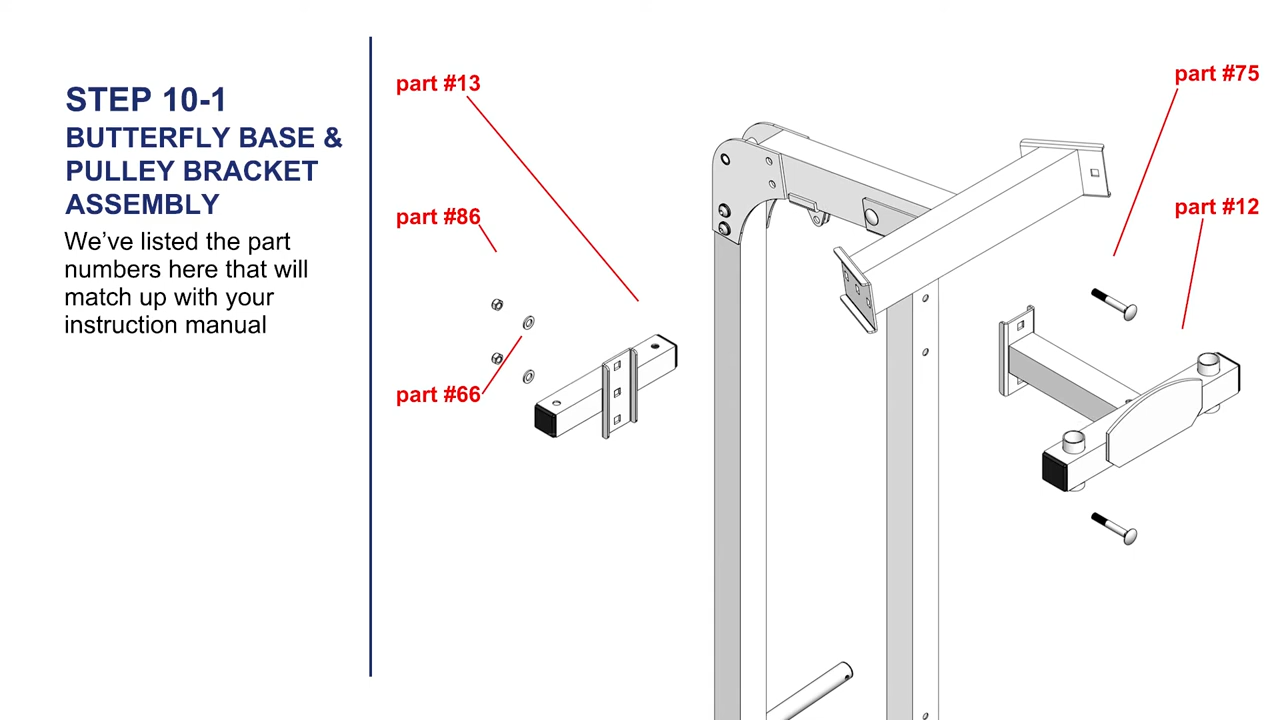 STEP 10-1
BUTTERFLY BASE &
PULLEY BRACKET
ASSEMBLY
We’ve listed the part
numbers here that will
match up with your
instruction manual
part #13
part #86
part #66
part #75
part #12